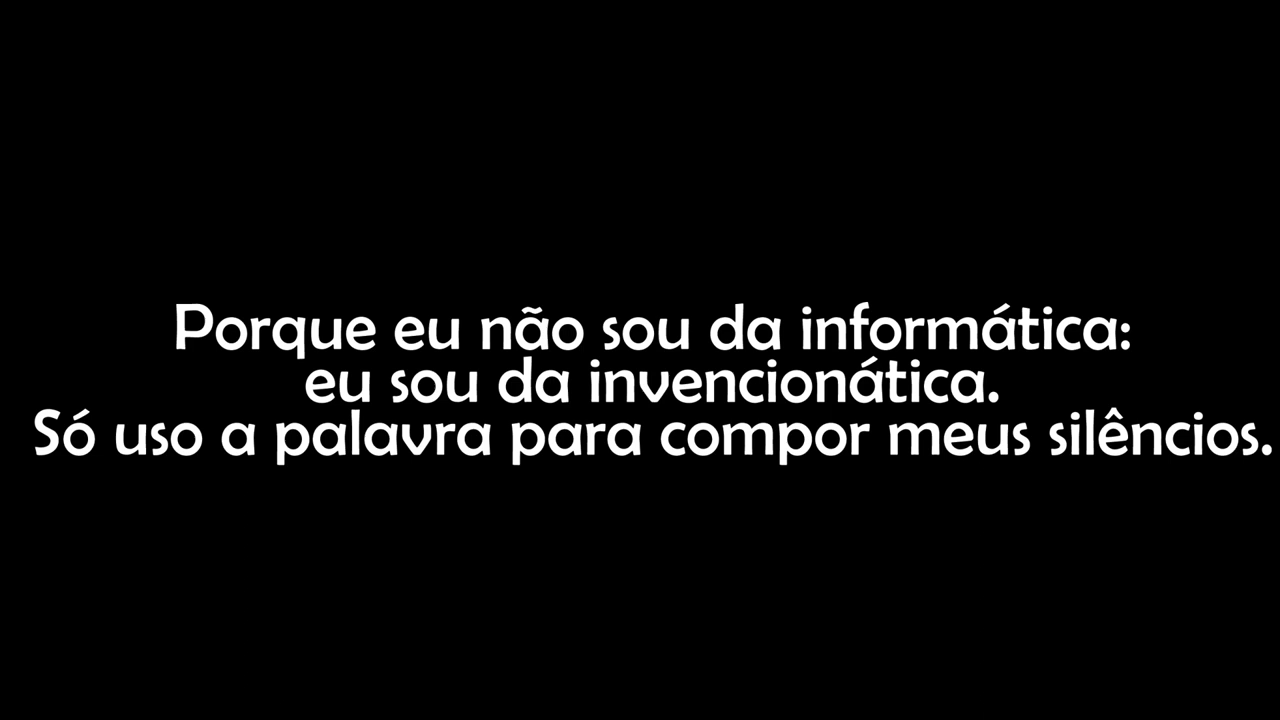 Porque eu não sou da informática:
eu sou da invencionática.
Só uso a palavra para compor meus silêncios.